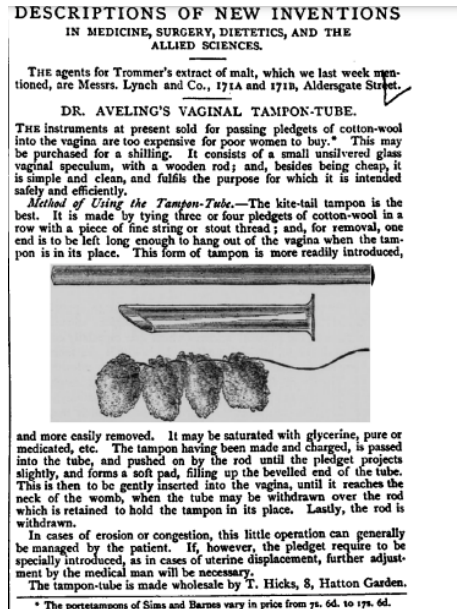 DESCRIPTIONS OF NEW INVENTIONS
IN MEDICINE, SURGERY, DIETETICS, AND THE
ALLIED SCIENCES.
THE agents for Trommer's extract of malt, which we last week men-
tioned, are Messrs. Lynch and Co., 171A and 171B, Aldersgate Street.
DR. AVELING'S VAGINAL TAMPON-TUBE.
THE instruments at present sold for passing pledgets of cotton-wool
into the vagina are too expensive for poor women to buy.* This may
be purchased for a shilling. It consists of a small unsilvered glass
vaginal speculum, with a wooden rod; and, besides being cheap, it
is simple and clean, and fulfils the purpose for which it is intended
safely and efficiently.
Method of Using the Tampon-Tube.—The kite-tail tampon is the
best. It is made by tying three or four pledgets of cotton-wool in a
row with a piece of fine string or stout thread; and, for removal, one
end is to be left long enough to hang out of the vagina when the tam-
pon is in its place. This form of tampon is more readily introduced,
and more easily removed. It may be saturated with glycerine, pure or
medicated, etc. The tampon having been made and charged, is passed
into the tube, and pushed on by the rod until the pledget projects
slightly, and forms a soft pad, filling up the bevelled end of the tube.
This is then to be gently inserted into the vagina, until it reaches the
neck of the womb, when the tube may be withdrawn over the rod
which is retained to hold the tampon in its place. Lastly, the rod is
withdrawn.
In cases of erosion or congestion, this little operation can generally
be managed by the patient. If, however, the pledget require to be
specially introduced, as in cases of uterine displacement, further adjust-
ment by the medical man will be necessary.
The tampon-tube is made wholesale by T. Hicks, 8, Hatton Garden.
* The portetampons of Sims and Barnes vary in price from 7s. 6d. to 17s. 6d.